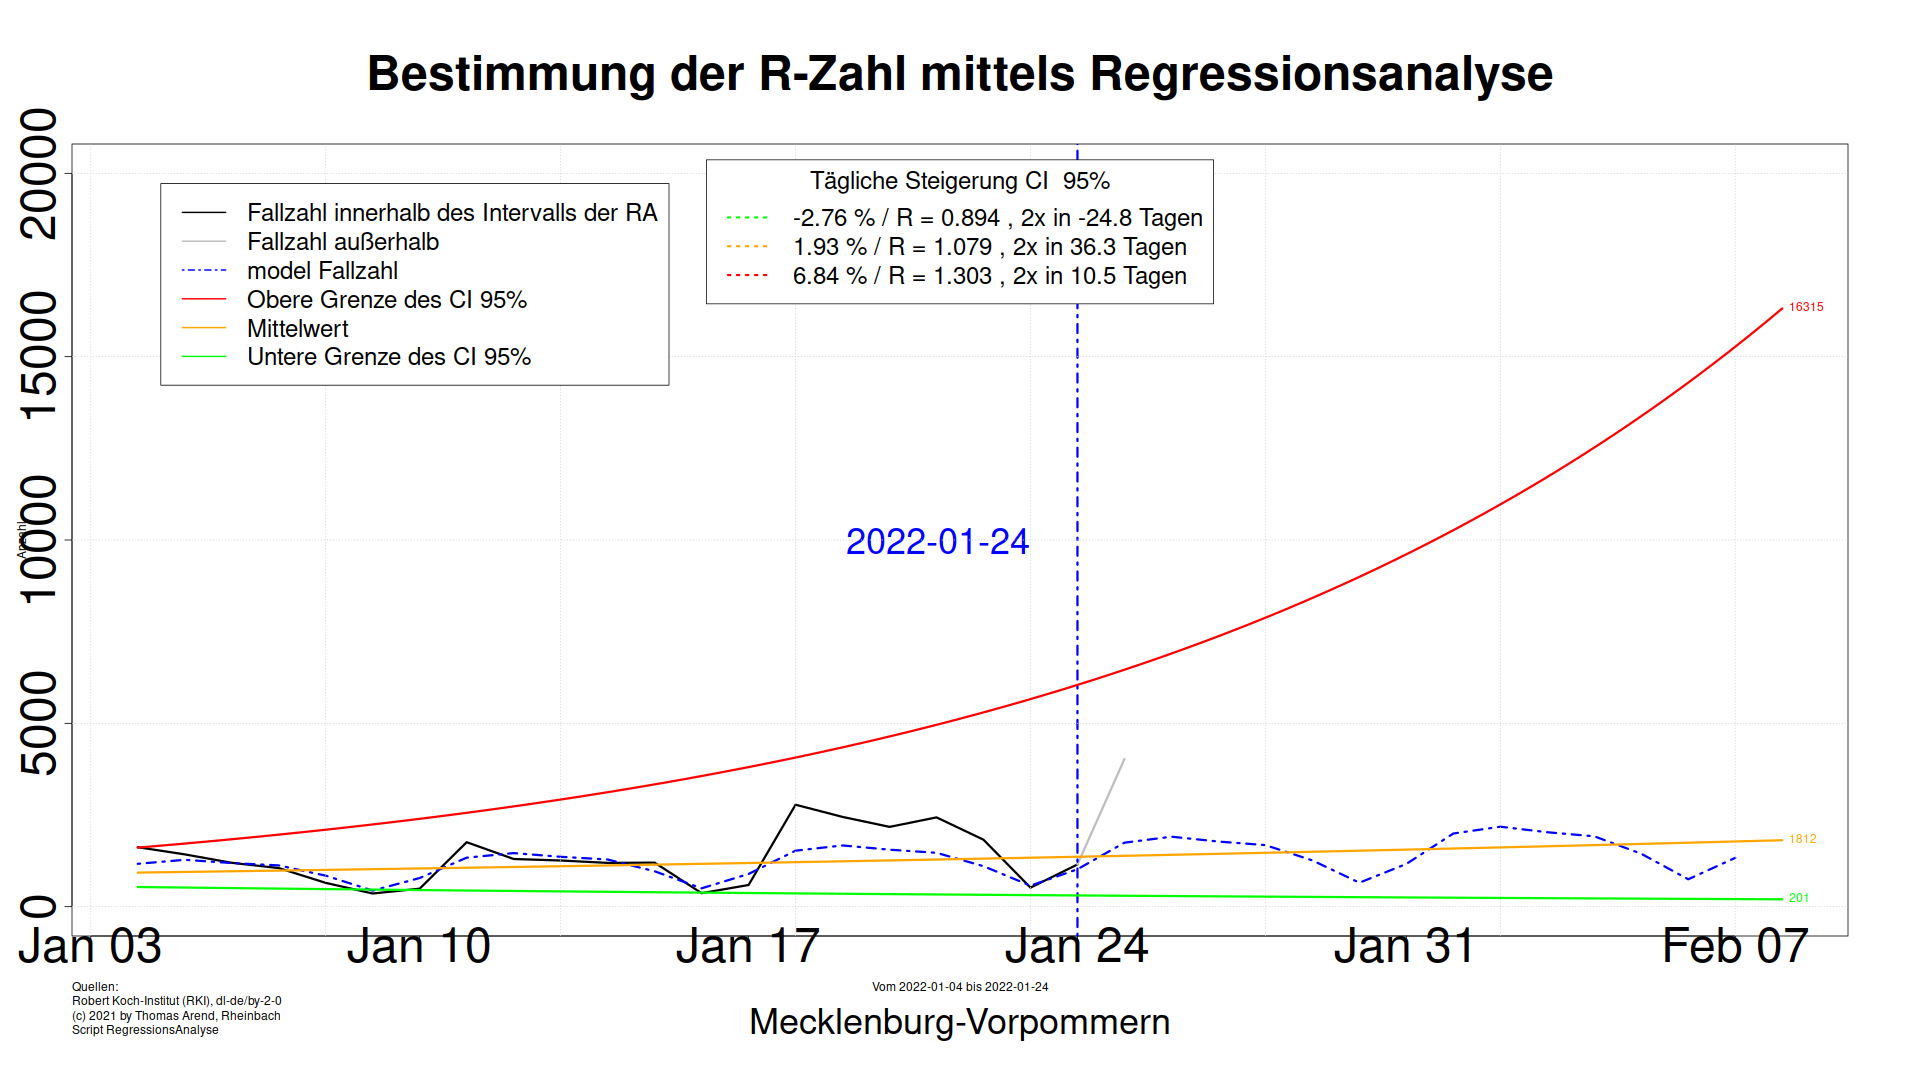 Bestimmung der R-Zahl mittels Regressionsanalyse
Anzahl
20000
15000
10000
5000
0
Fallzahl innerhalb des Intervalls der RA
Fallzahl außerhalb
model Fallzahl
Obere Grenze des CI 95%
Mittelwert
Untere Grenze des CI 95%
Tägliche Steigerung CI  95%
-2.76 % / R = 0.894 , 2x in -24.8 Tagen
1.93 % / R = 1.079 , 2x in 36.3 Tagen
6.84 % / R = 1.303 , 2x in 10.5 Tagen
16315
2022-01-24
1812
201
Jan 03 Jan 10 Jan 17 Jan 24 Jan 31 Feb 07
Quellen:
Robert Koch-Institut (RKI), dl-de/by-2-0
(c) 2021 by Thomas Arend, Rheinbach
Script RegressionsAnalyse
Vom 2022-01-04 bis 2022-01-24
Mecklenburg-Vorpommern